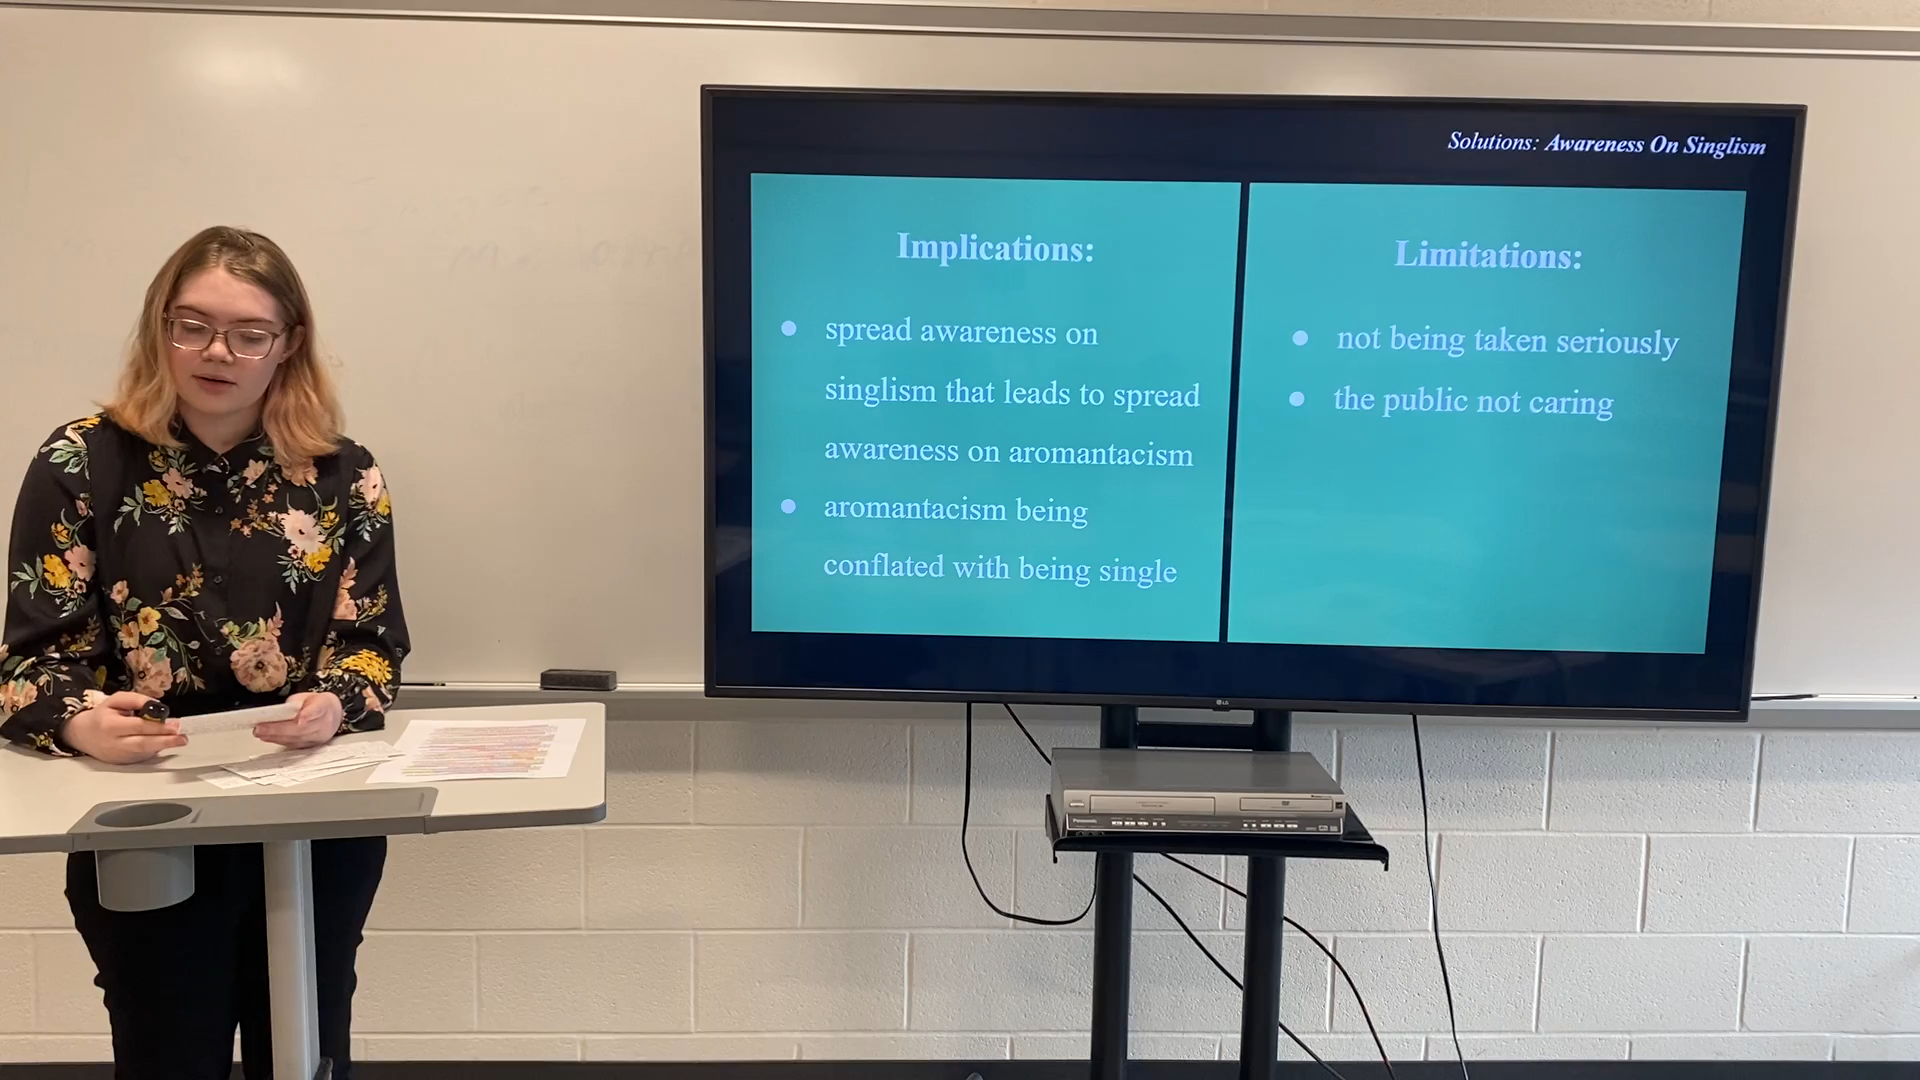 Solutions: Awareness On Singlism
Implications:
● spread awareness on
singlism that leads to spread
awareness on aromantacism
● aromantacism being
conflated with being single
Limitations:
● not being taken seriously
● the public not caring
LG
Panasonic